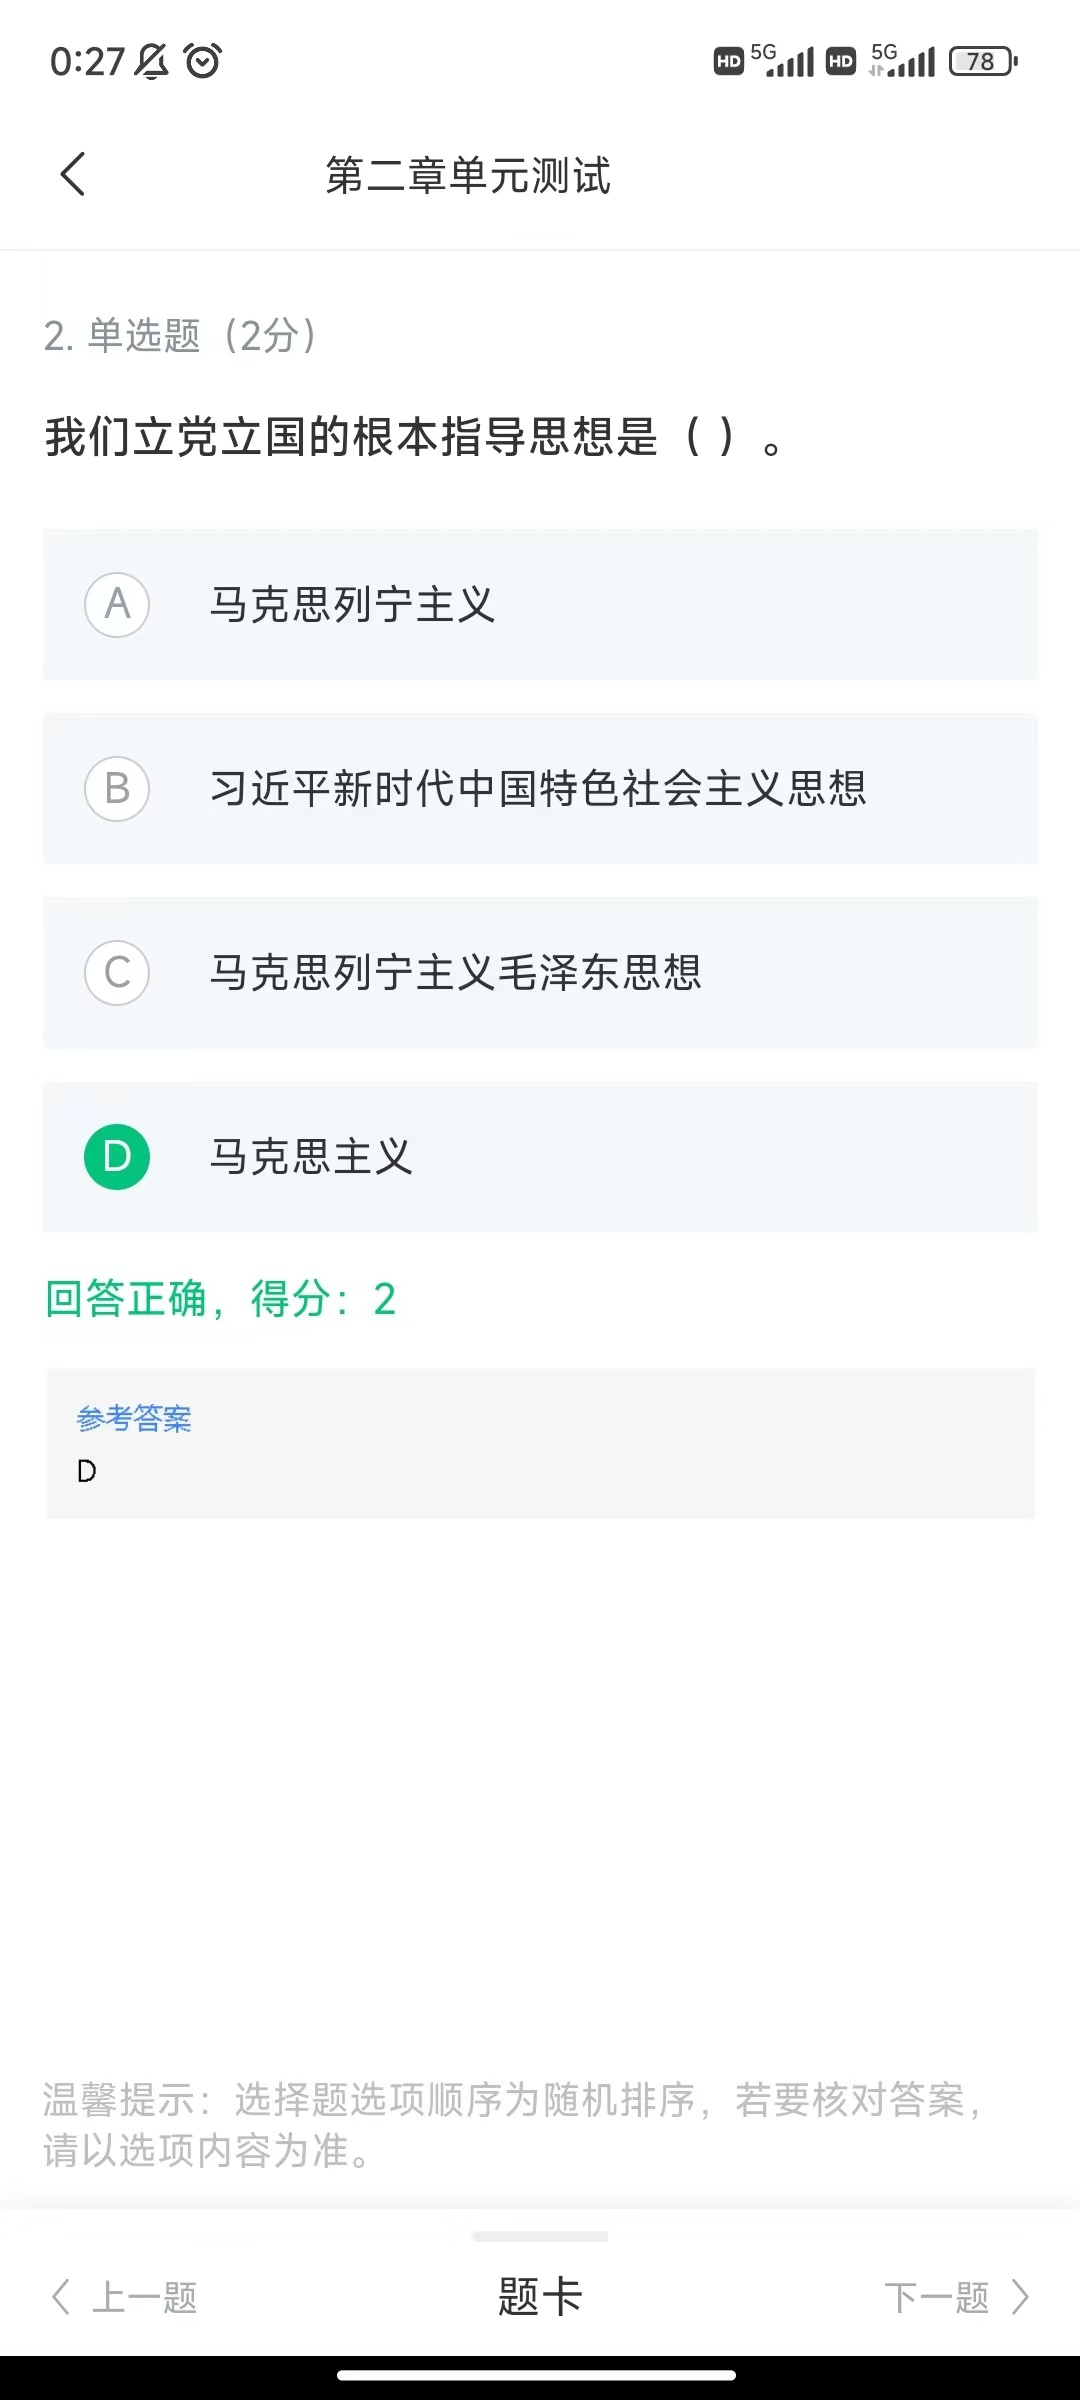 0:27 HD 5G HD 5G 78
第二章单元测试
2. 单选题（2分）
我们立党立国的根本指导思想是（ ）。
A 马克思列宁主义
B 习近平新时代中国特色社会主义思想
C 马克思列宁主义毛泽东思想
D 马克思主义
回答正确，得分：2
参考答案
D
温馨提示：选择题选项顺序为随机排序，若要核对答案，
请以选项内容为准。
上一题 题卡 下一题